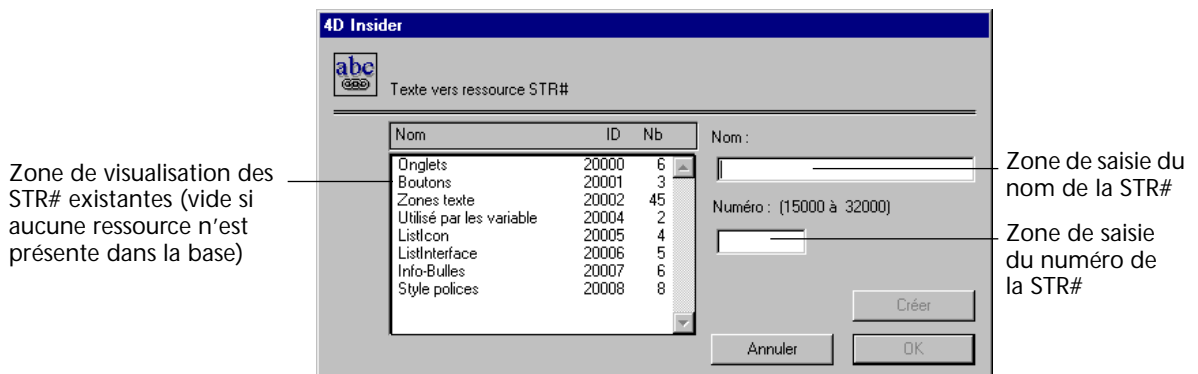 4D Insider
abc
Texte vers ressource STR#
Nom ID Nb
Onglets 20000 6
Boutons 20001 3
Zones texte 20002 45
Utilisé par les variable 20004 2
ListIcon 20005 4
ListInterface 20006 5
Info-Bulles 20007 6
Style polices 20008 8
Nom :
Numéro : (15000 à 32000)
Créer
Annuler
OK
Zone de visualisation des
STR# existantes (vide si
aucune ressource n'est
présente dans la base)
Zone de saisie du
nom de la STR#
Zone de saisie
du numéro de
la STR#